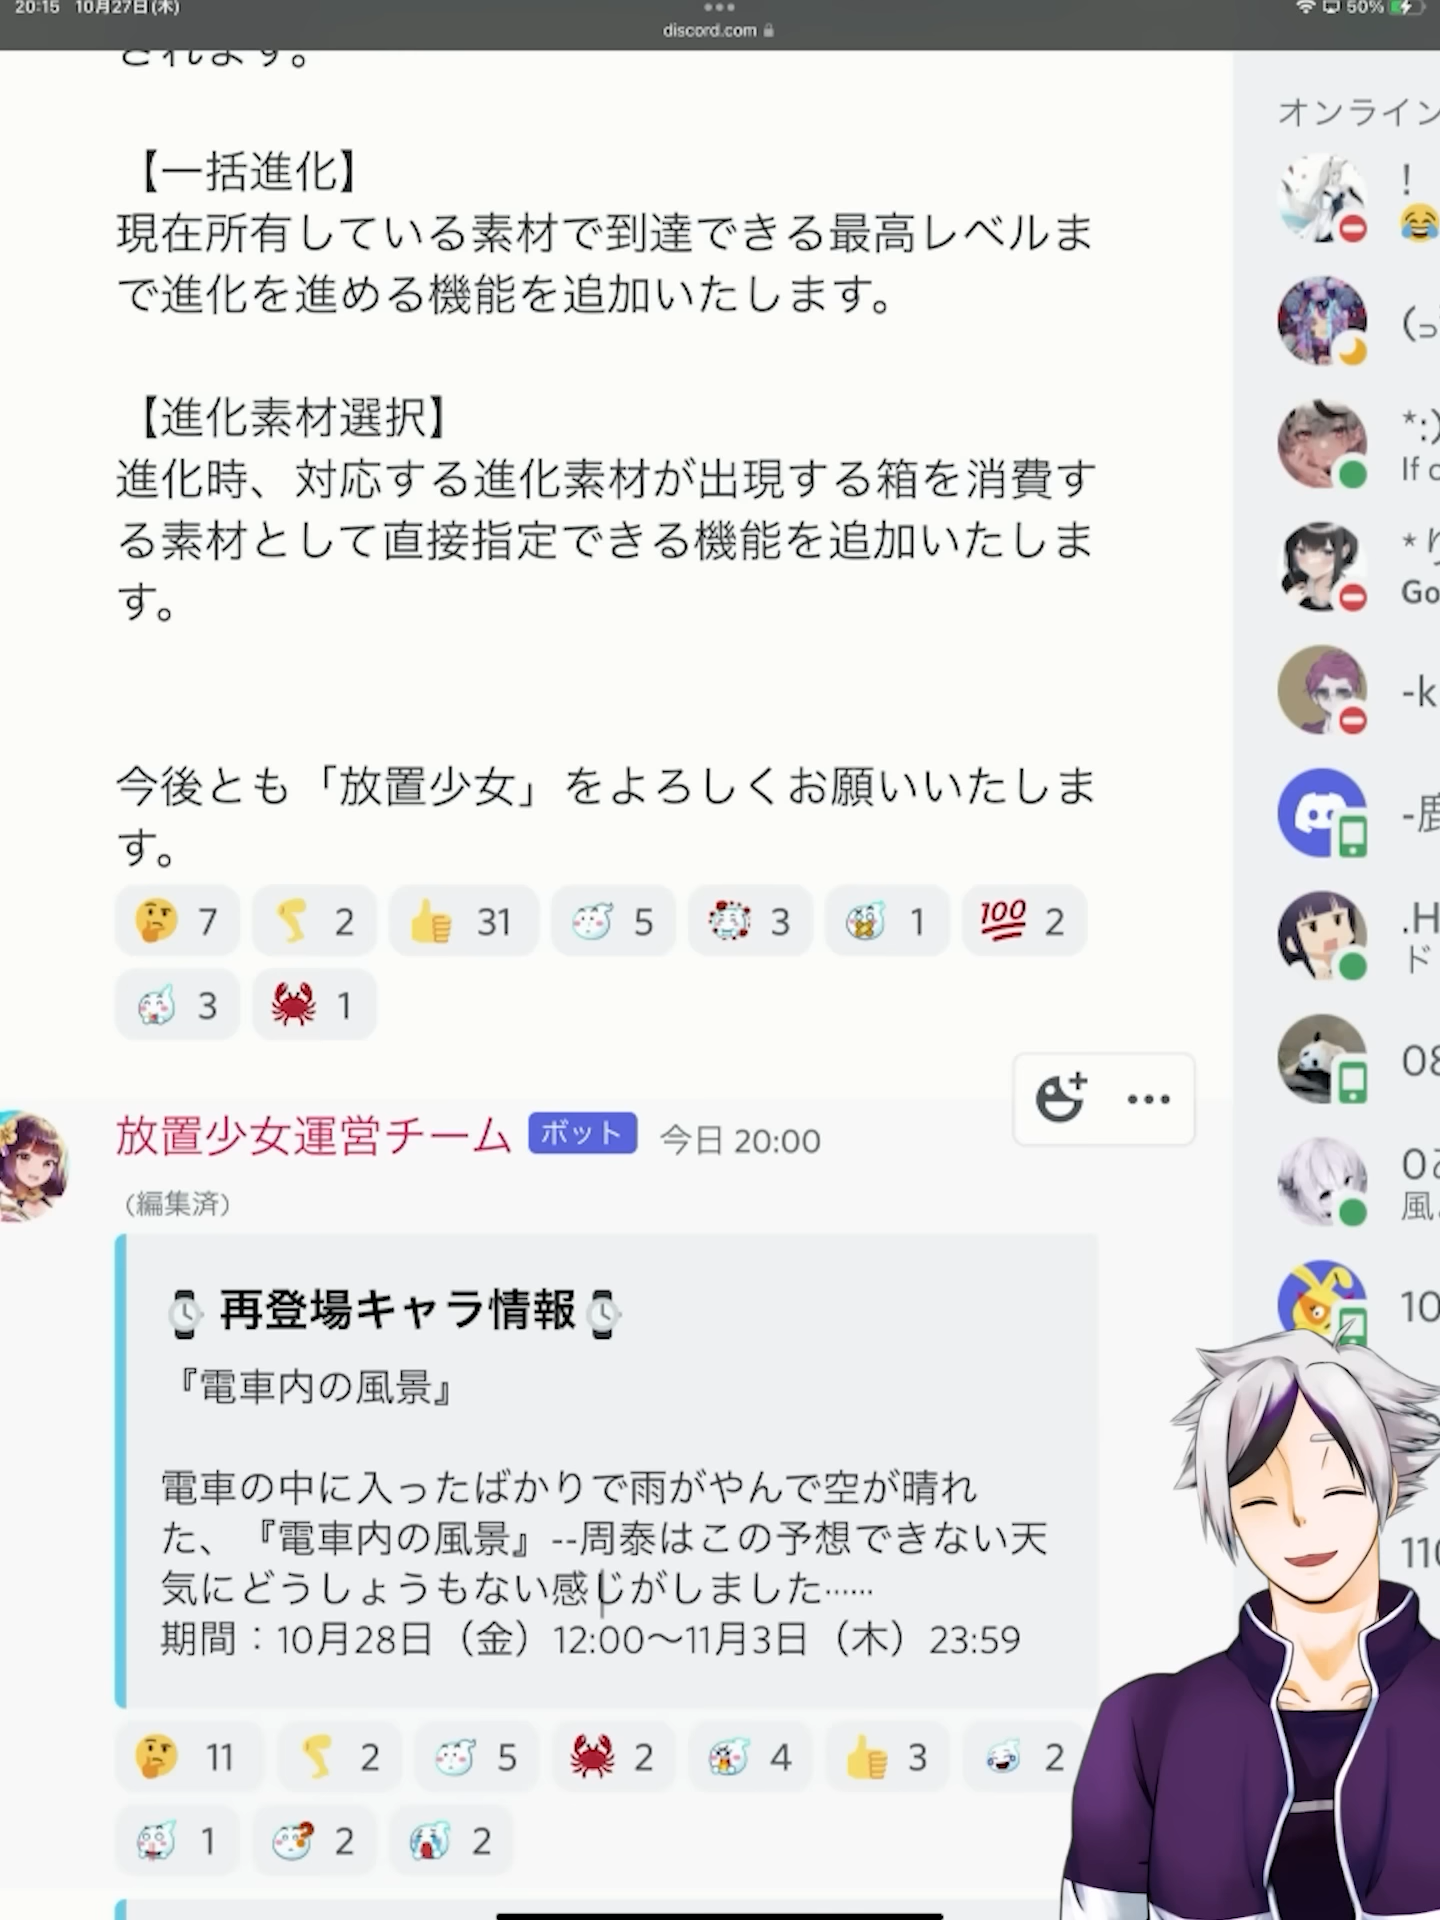 20:15 10月27日(木)
discord.com
50%
されます。
【一括進化】
現在所有している素材で到達できる最高レベルま
で進化を進める機能を追加いたします。
【進化素材選択】
進化時、対応する進化素材が出現する箱を消費す
る素材として直接指定できる機能を追加いたしま
す。
今後とも「放置少女」をよろしくお願いいたしま
す。
7 2 31 5 3 1 100 2
3 1
放置少女運営チーム ボット 今日 20:00
(編集済)
再登場キャラ情報
『電車内の風景』
電車の中に入ったばかりで雨がやんで空が晴れ
た、『電車内の風景』--周泰はこの予想できない天
気にどうしょうもない感じがしました……
期間：10月28日（金）12:00〜11月3日（木）23:59
11 2 5 2 4 3 2
1 2 2
オンライン
!
*:)
If
Go
-k
.H
ド
08
10
110